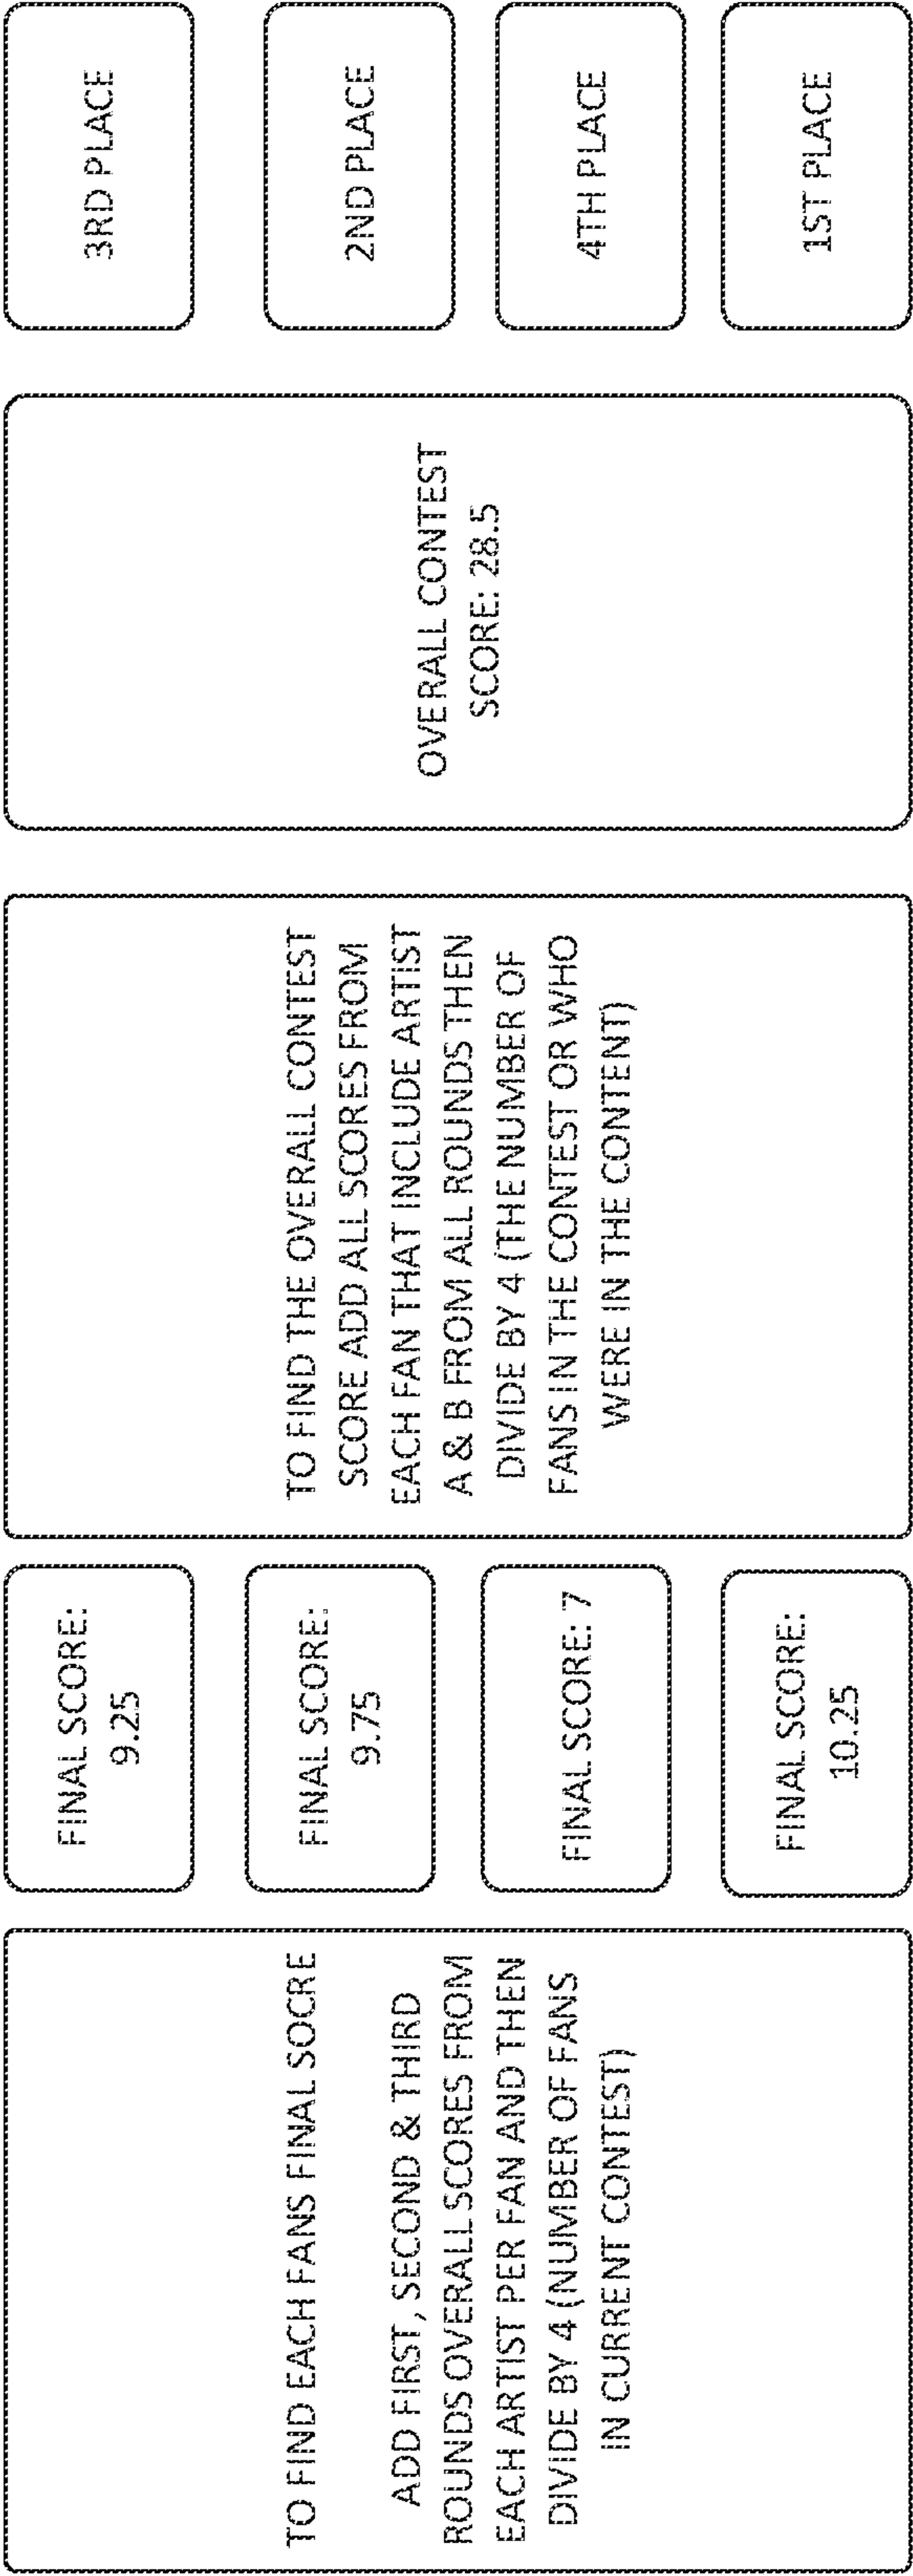 TO FIND EACH FANS FINAL SOCRE
ADD FIRST, SECOND & THIRD
ROUNDS OVERALL SCORES FROM
EACH ARTIST PER FAN AND THEN
DIVIDE BY 4 (NUMBER OF FANS
IN CURRENT CONTEST)
FINAL SCORE:
9.25
FINAL SCORE:
9.75
FINAL SCORE: 7
FINAL SCORE:
10.25
TO FIND THE OVERALL CONTEST
SCORE ADD ALL SCORES FROM
EACH FAN THAT INCLUDE ARTIST
A & B FROM ALL ROUNDS THEN
DIVIDE BY 4 (THE NUMBER OF
FANS IN THE CONTEST OR WHO
WERE IN THE CONTENT)
OVERALL CONTEST
SCORE: 28.5
3RD PLACE
2ND PLACE
4TH PLACE
1ST PLACE